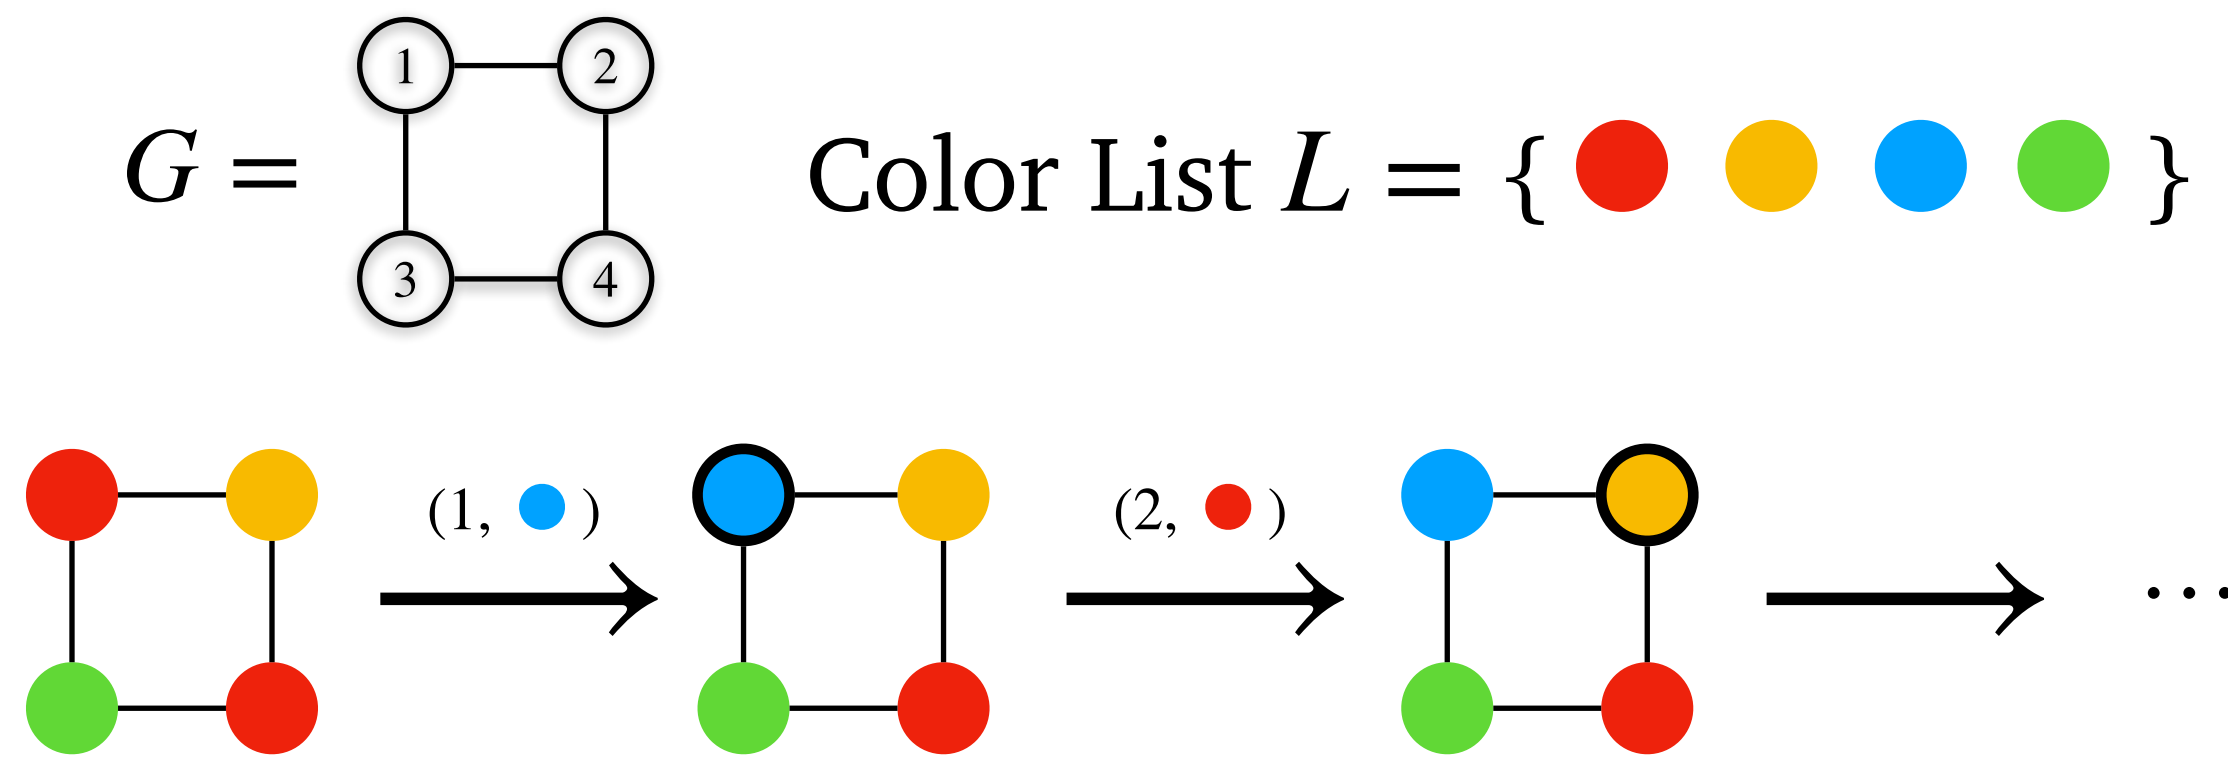 G =
1 2
3 4
Color List L = { }
(1, )
(2, )
...